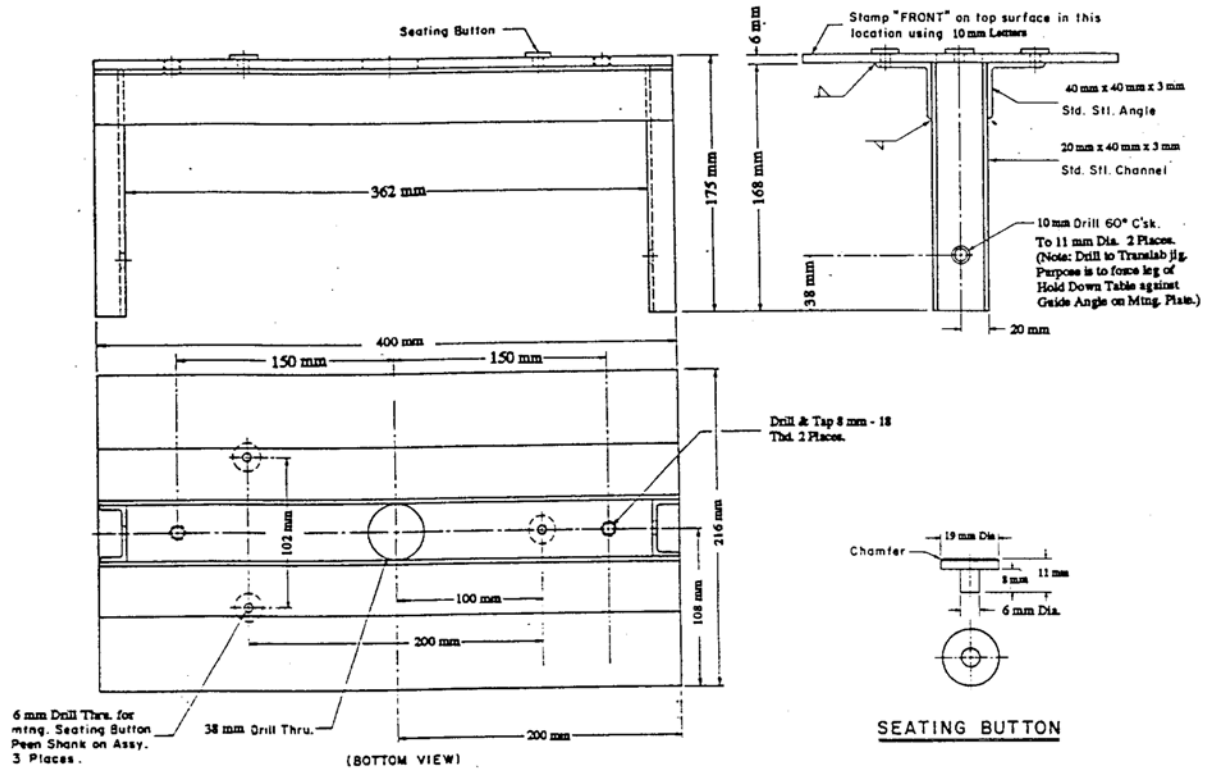 Seating Button
362 mm
175 mm
168 mm
6 mm
Stamp "FRONT" on top surface in this
location using 10 mm Letters
40 mm x 40 mm x 3 mm
Std. Stl. Angle
20 mm x 40 mm x 3 mm
Std. Stl. Channel
10 mm Drill 60° C'sk.
To 11 mm Dia. 2 Places.
(Note: Drill to Translab jig.
Purpose is to force leg of
Hold Down Table against
Guide Angle on Mtng. Plate.)
38 mm
20 mm
400 mm
150 mm
150 mm
Drill & Tap 8 mm - 18
Thd. 2 Places.
102 mm
216 mm
108 mm
100 mm
200 mm
200 mm
6 mm Drill Thru. for
mtng. Seating Button
Peen Shank on Assy.
3 Places.
38 mm Drill Thru.
(BOTTOM VIEW)
19 mm Dia
Chamfer
8 mm
11 mm
6 mm Dia.
SEATING BUTTON